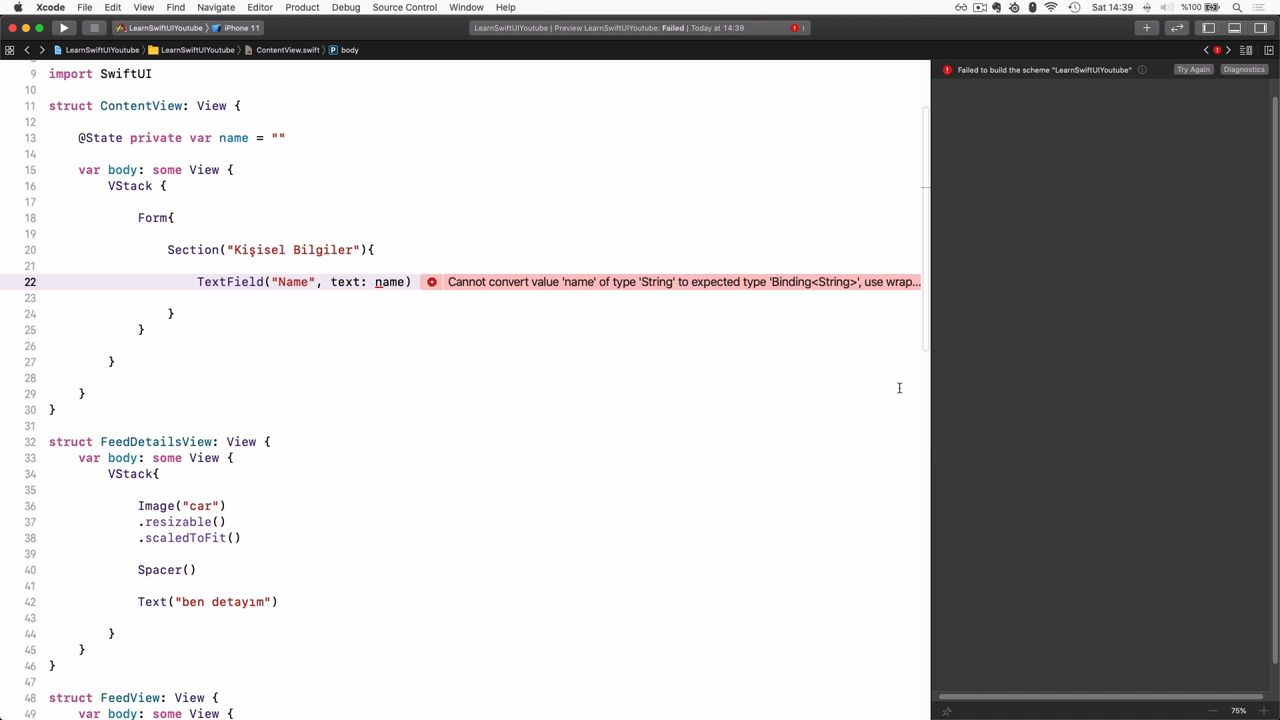 Xcode File Edit View Find Navigate Editor Product Debug Source Control Window Help %100 Sat 14:39
LearnSwiftUIYoutube 〉 iPhone 11 LearnSwiftUIYoutube | Preview LearnSwiftUIYoutube: Failed | Today at 14:39 1
LearnSwiftUIYoutube 〉 LearnSwiftUIYoutube 〉 ContentView.swift 〉 P body
Failed to build the scheme "LearnSwiftUIYoutube" Try Again Diagnostics
9 import SwiftUI
10
11 struct ContentView: View {
12
13 @State private var name = ""
14
15 var body: some View {
16 VStack {
17
18 Form{
19
20 Section("Kişisel Bilgiler"){
21
22 TextField("Name", text: name) Cannot convert value 'name' of type 'String' to expected type 'Binding<String>', use wrap...
23
24 }
25 }
26
27 }
28
29 }
30 }
31
32 struct FeedDetailsView: View {
33 var body: some View {
34 VStack{
35
36 Image("car")
37 .resizable()
38 .scaledToFit()
39
40 Spacer()
41
42 Text("ben detayım")
43
44 }
45 }
46 }
47
48 struct FeedView: View {
49 var body: some View {
75%